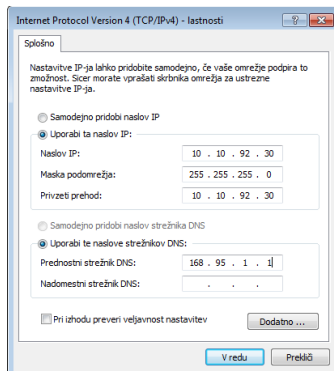 Internet Protocol Version 4 (TCP/IPv4) - lastnosti
Splošno
Nastavitve IP-ja lahko pridobite samodejno, če vaše omrežje podpira to
zmožnost. Sicer morate vprašati skrbnika omrežja za ustrezne
nastavitve IP-ja.
Samodejno pridobi naslov IP
Uporabi ta naslov IP:
Naslov IP: 10 . 10 . 92 . 30
Maska podomrežja: 255 . 255 . 255 . 0
Privzeti prehod: 10 . 10 . 92 . 30
Samodejno pridobi naslov strežnika DNS
Uporabi te naslove strežnikov DNS:
Prednostni strežnik DNS: 168 . 95 . 1 . 1
Nadomestni strežnik DNS: . . .
Pri izhodu preveri veljavnost nastavitev
Dodatno ...
V redu Prekliči